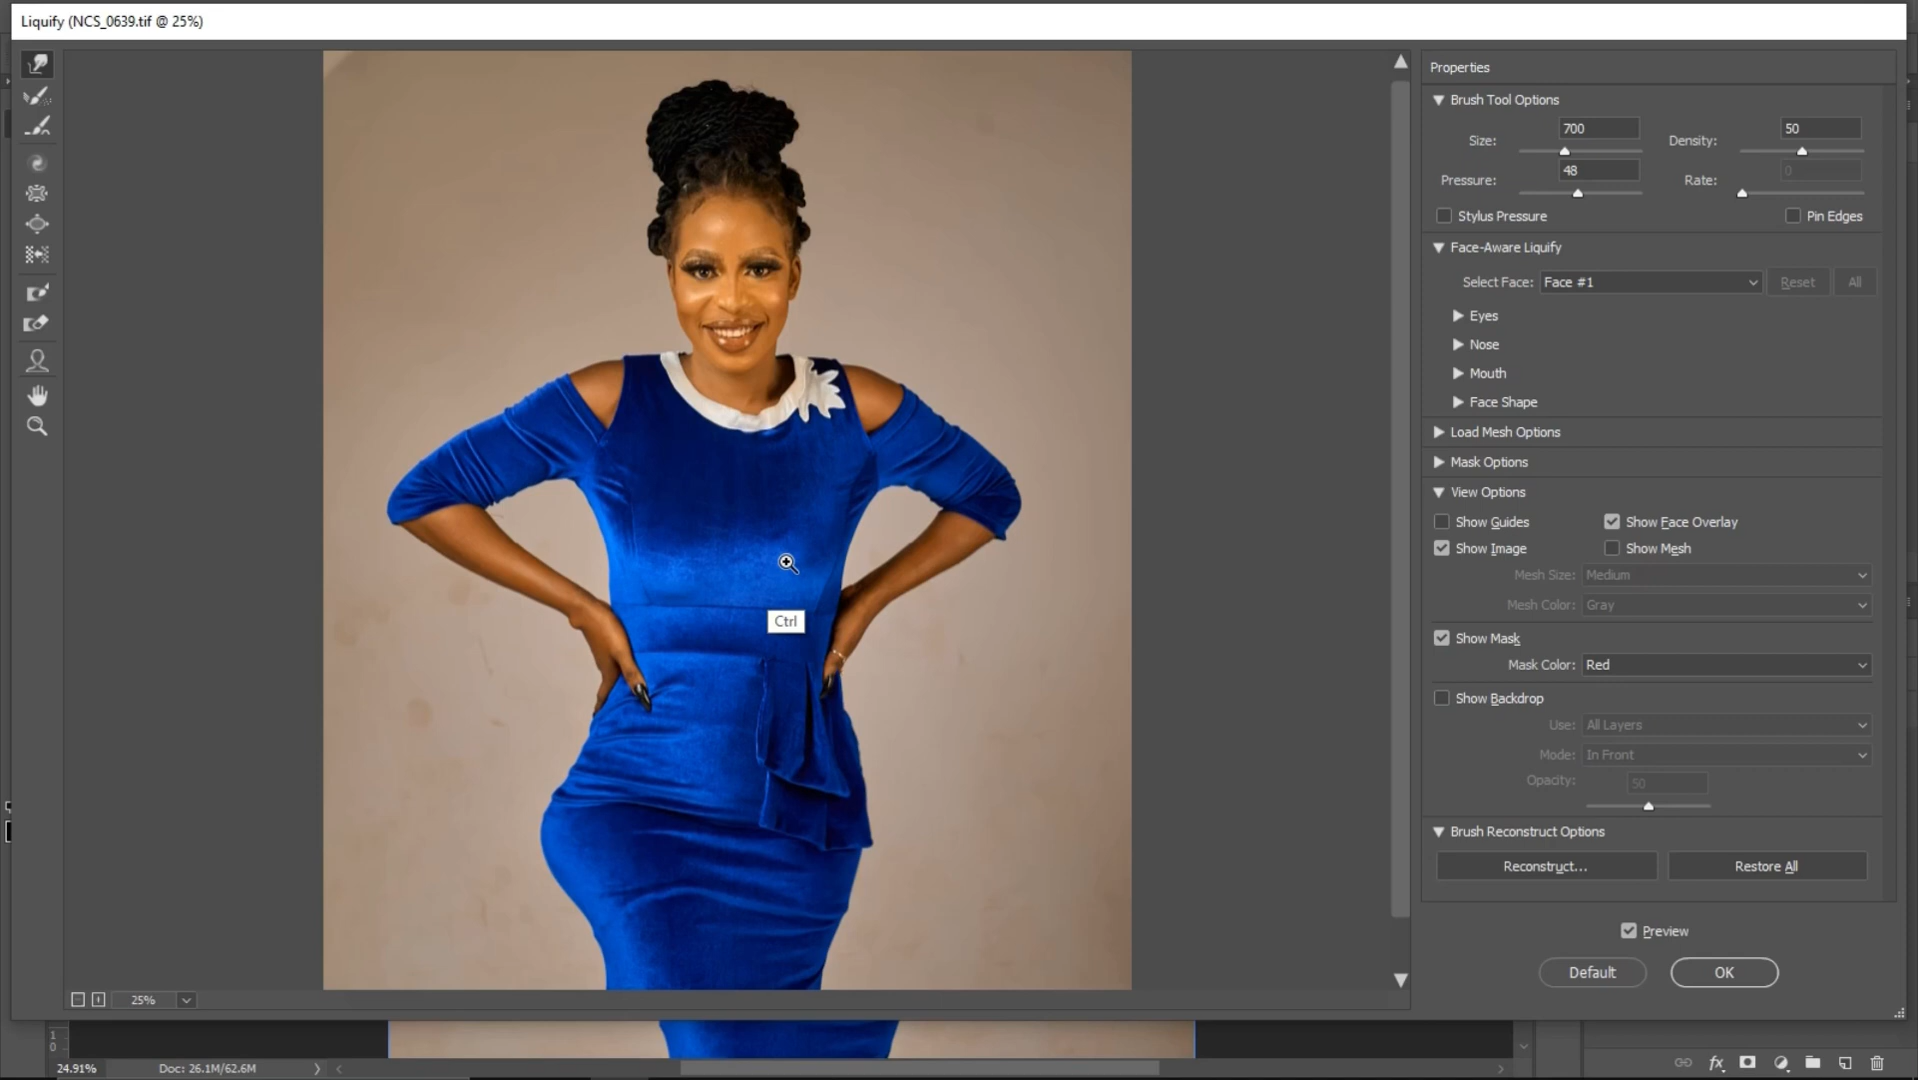 Liquify (NCS_0639.tif @ 25%)
Properties
Brush Tool Options
Size: 700 Density: 50
Pressure: 48 Rate: 0
Stylus Pressure Pin Edges
Face-Aware Liquify
Select Face: Face #1 Reset All
Eyes
Nose
Mouth
Face Shape
Load Mesh Options
Mask Options
View Options
Show Guides Show Face Overlay
Show Image Show Mesh
Mesh Size: Medium
Mesh Color: Gray
Ctrl
Show Mask
Mask Color: Red
Show Backdrop
Use: All Layers
Mode: In Front
Opacity: 50
Brush Reconstruct Options
Reconstruct... Restore All
Preview
Default OK
25%
1
0
24.91% Doc: 26.1M/62.6M
fx